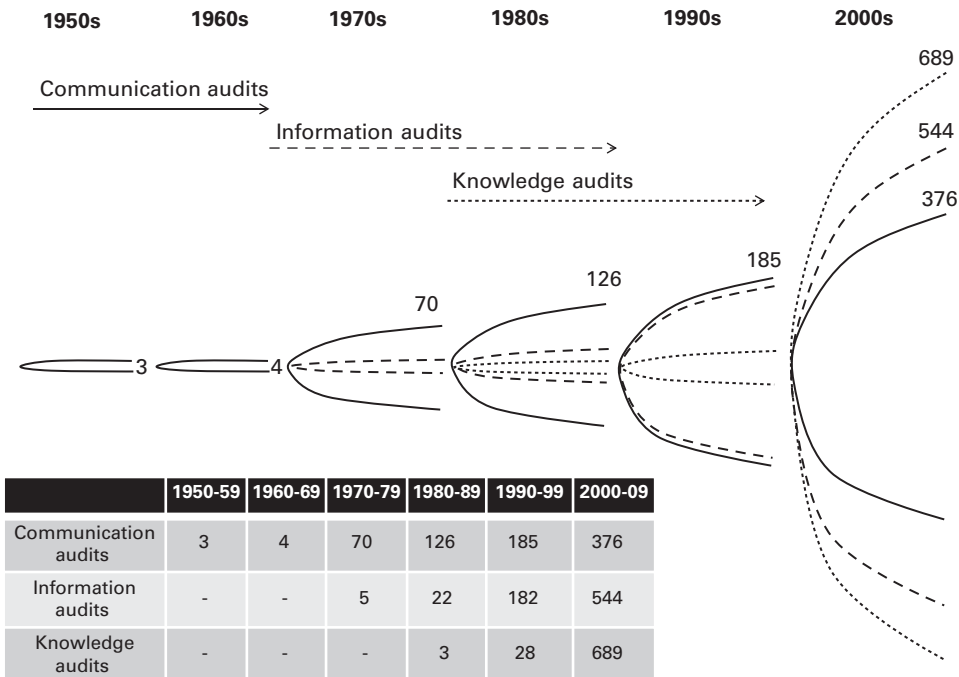 1950s 1960s 1970s 1980s 1990s 2000s
689
Communication audits
544
Information audits
Knowledge audits
376
185
126
70
3
4
1950-59 1960-69 1970-79 1980-89 1990-99 2000-09
Communication
audits 3 4 70 126 185 376
Information
audits - - 5 22 182 544
Knowledge
audits - - - 3 28 689